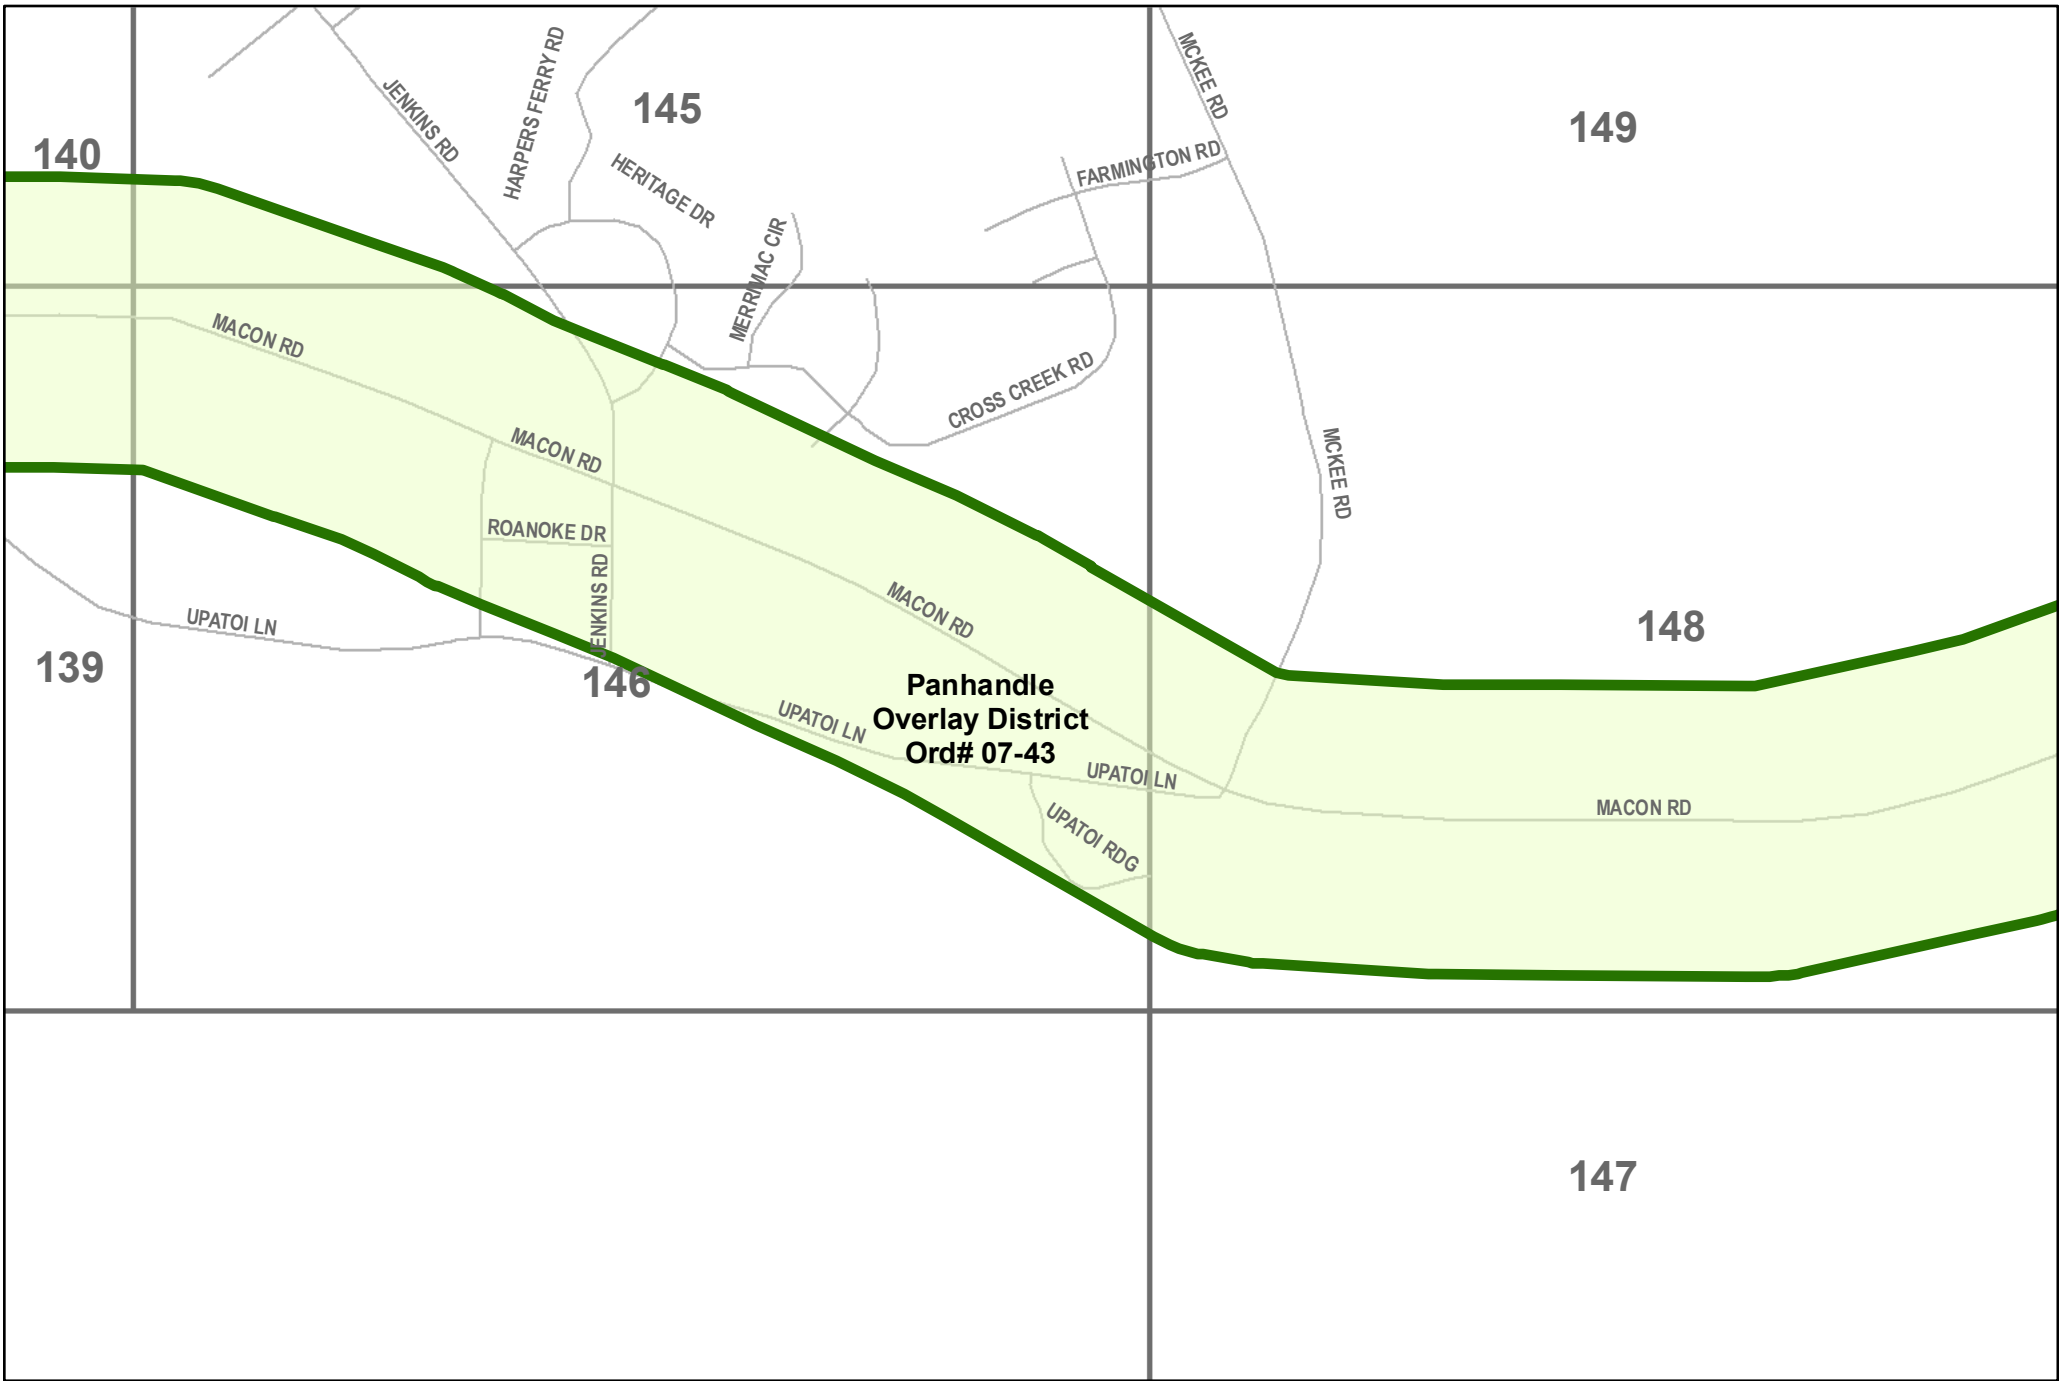 MCKEE RD
HARPERS FERRY RD
JENKINS RD
145
149
140
FARMINGTON RD
HERITAGE DR
MERRIMAC CIR
MACON RD
CROSS CREEK RD
MACON RD
MCKEE RD
ROANOKE DR
JENKINS RD
MACON RD
UPATOI LN
148
139
146
Panhandle
Overlay District
Ord# 07-43
UPATOI LN
UPATOI LN
MACON RD
UPATOI RDG
147